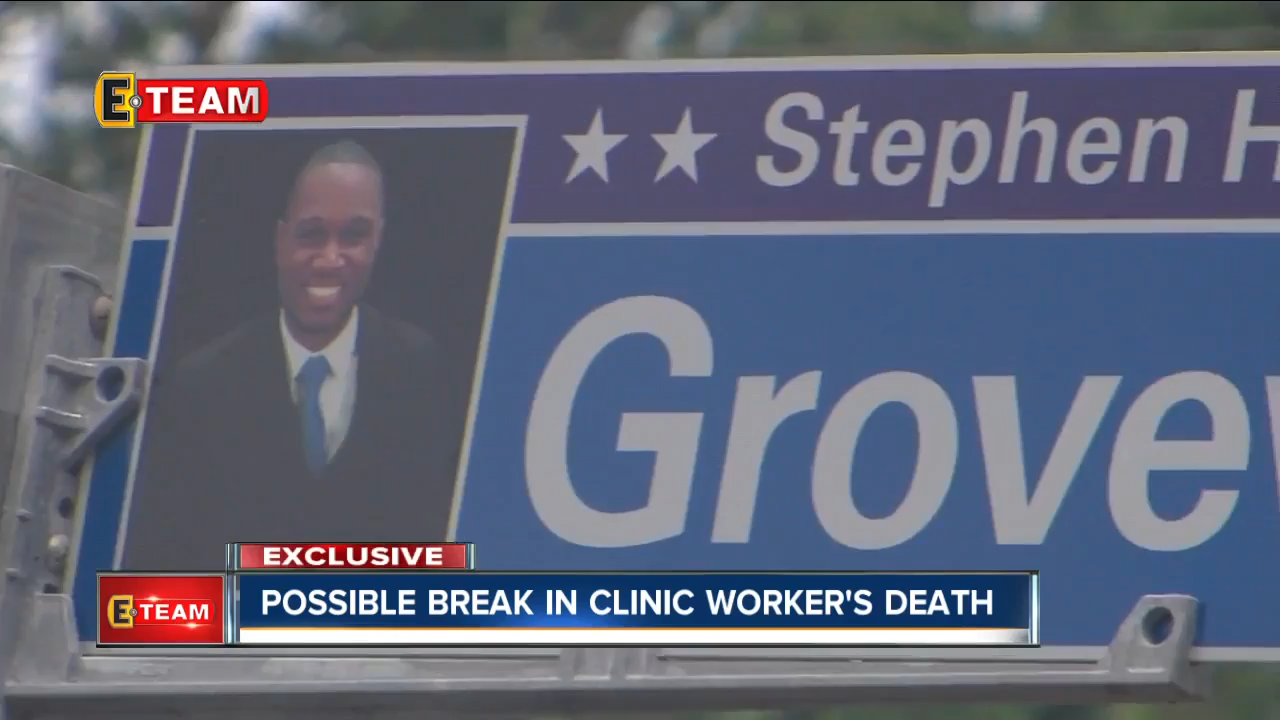 E TEAM
★★ Stephen H
Grove
EXCLUSIVE
E TEAM
POSSIBLE BREAK IN CLINIC WORKER'S DEATH